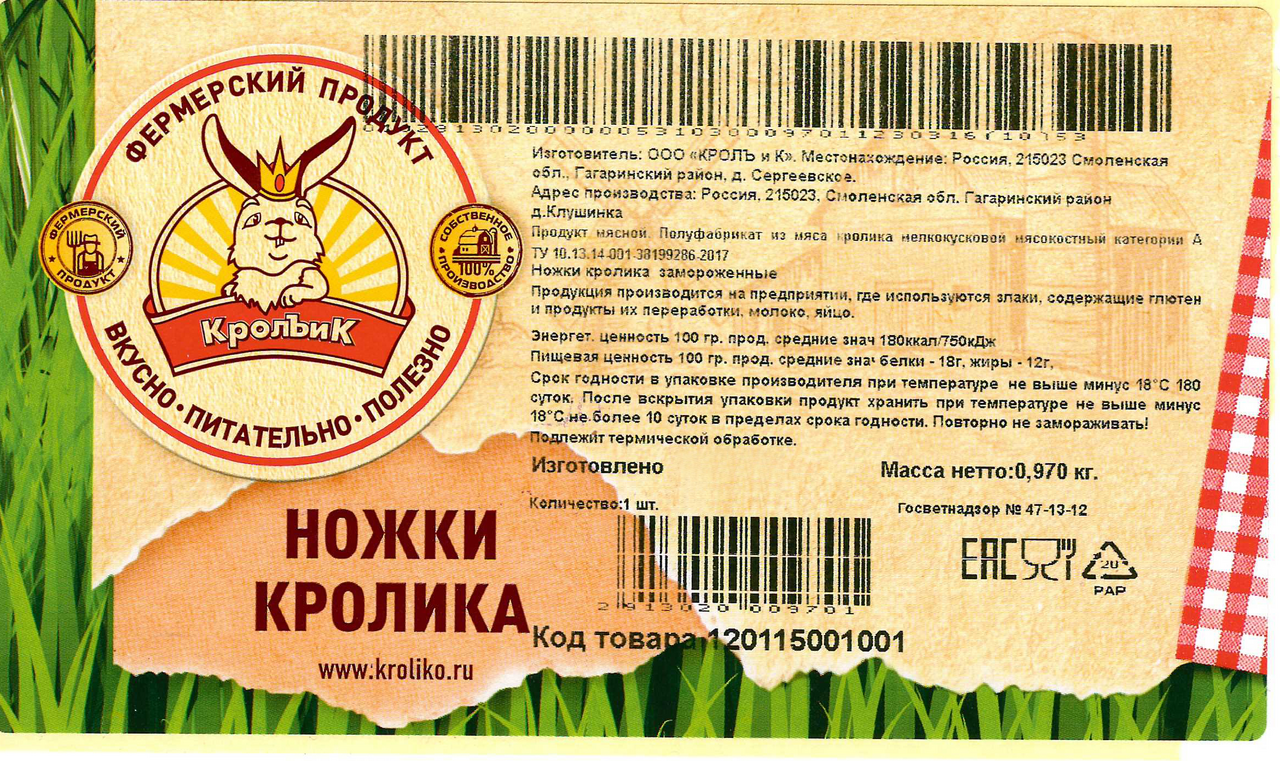 ФЕРМЕРСКИЙ ПРОДУКТ
ФЕРМЕРСКИЙ
ПРОДУКТ
СОБСТВЕННОЕ
100%
ПРОИЗВОДСТВО
КролЪиК
ВКУСНО • ПИТАТЕЛЬНО • ПОЛЕЗНО
НОЖКИ
КРОЛИКА
www.kroliko.ru
Изготовитель: ООО «КРОЛЪ и К». Местонахождение: Россия, 215023 Смоленская
обл., Гагаринский район, д. Сергеевское.
Адрес производства: Россия, 215023, Смоленская обл. Гагаринский район
д.Клушинка
Продукт мясной. Полуфабрикат из мяса кролика мелкокусковой мясокостный категории А
ТУ 10.13.14-001-38199286-2017
Ножки кролика замороженные
Продукция производится на предприятии, где используются злаки, содержащие глютен
и продукты их переработки, молоко, яйцо.
Энергет. ценность 100 гр. прод. средние знач 180ккал/750кДж
Пищевая ценность 100 гр. прод. средние знач белки - 18г, жиры - 12г,
Срок годности в упаковке производителя при температуре не выше минус 18°С 180
суток. После вскрытия упаковки продукт хранить при температуре не выше минус
18°С не более 10 суток в пределах срока годности. Повторно не замораживать!
Подлежит термической обработке.
Изготовлено
Масса нетто:0,970 кг.
Количество:1 шт.
Госветнадзор № 47-13-12
ЕАС
20
PAP
2 913020 009701
Код товара 120115001001